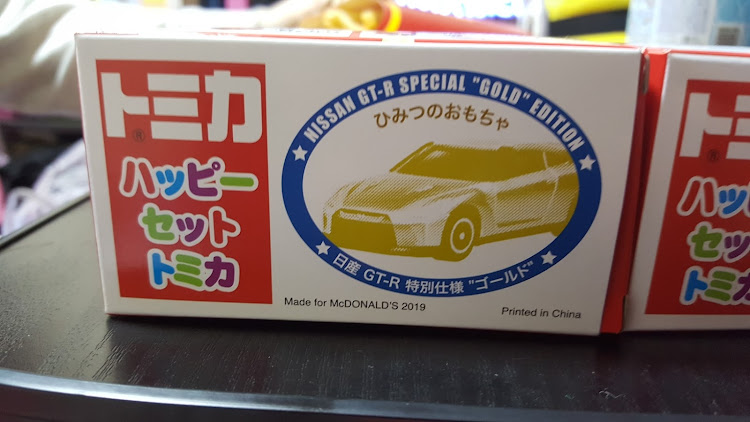 トミカ
®
ハッピー
セット
トミカ
NISSAN GT-R SPECIAL "GOLD" EDITION
ひみつのおもちゃ
日産 GT-R 特別仕様 "ゴールド"
Made for McDONALD'S 2019
Printed in China
トミカ
®
ハッピ
セット
トミカ